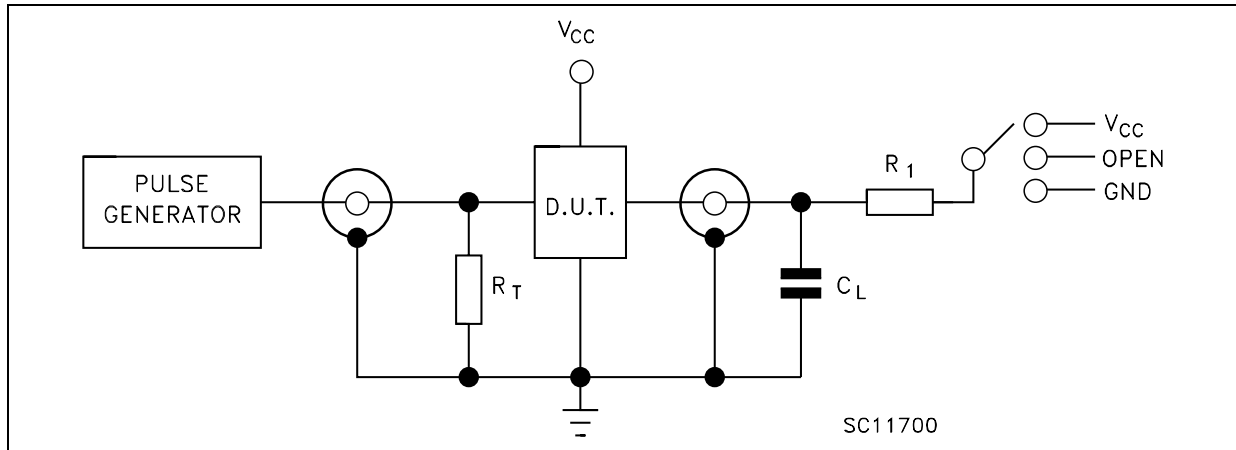 VCC
PULSE
GENERATOR
D.U.T.
RT
CL
R1
VCC
OPEN
GND
SC11700